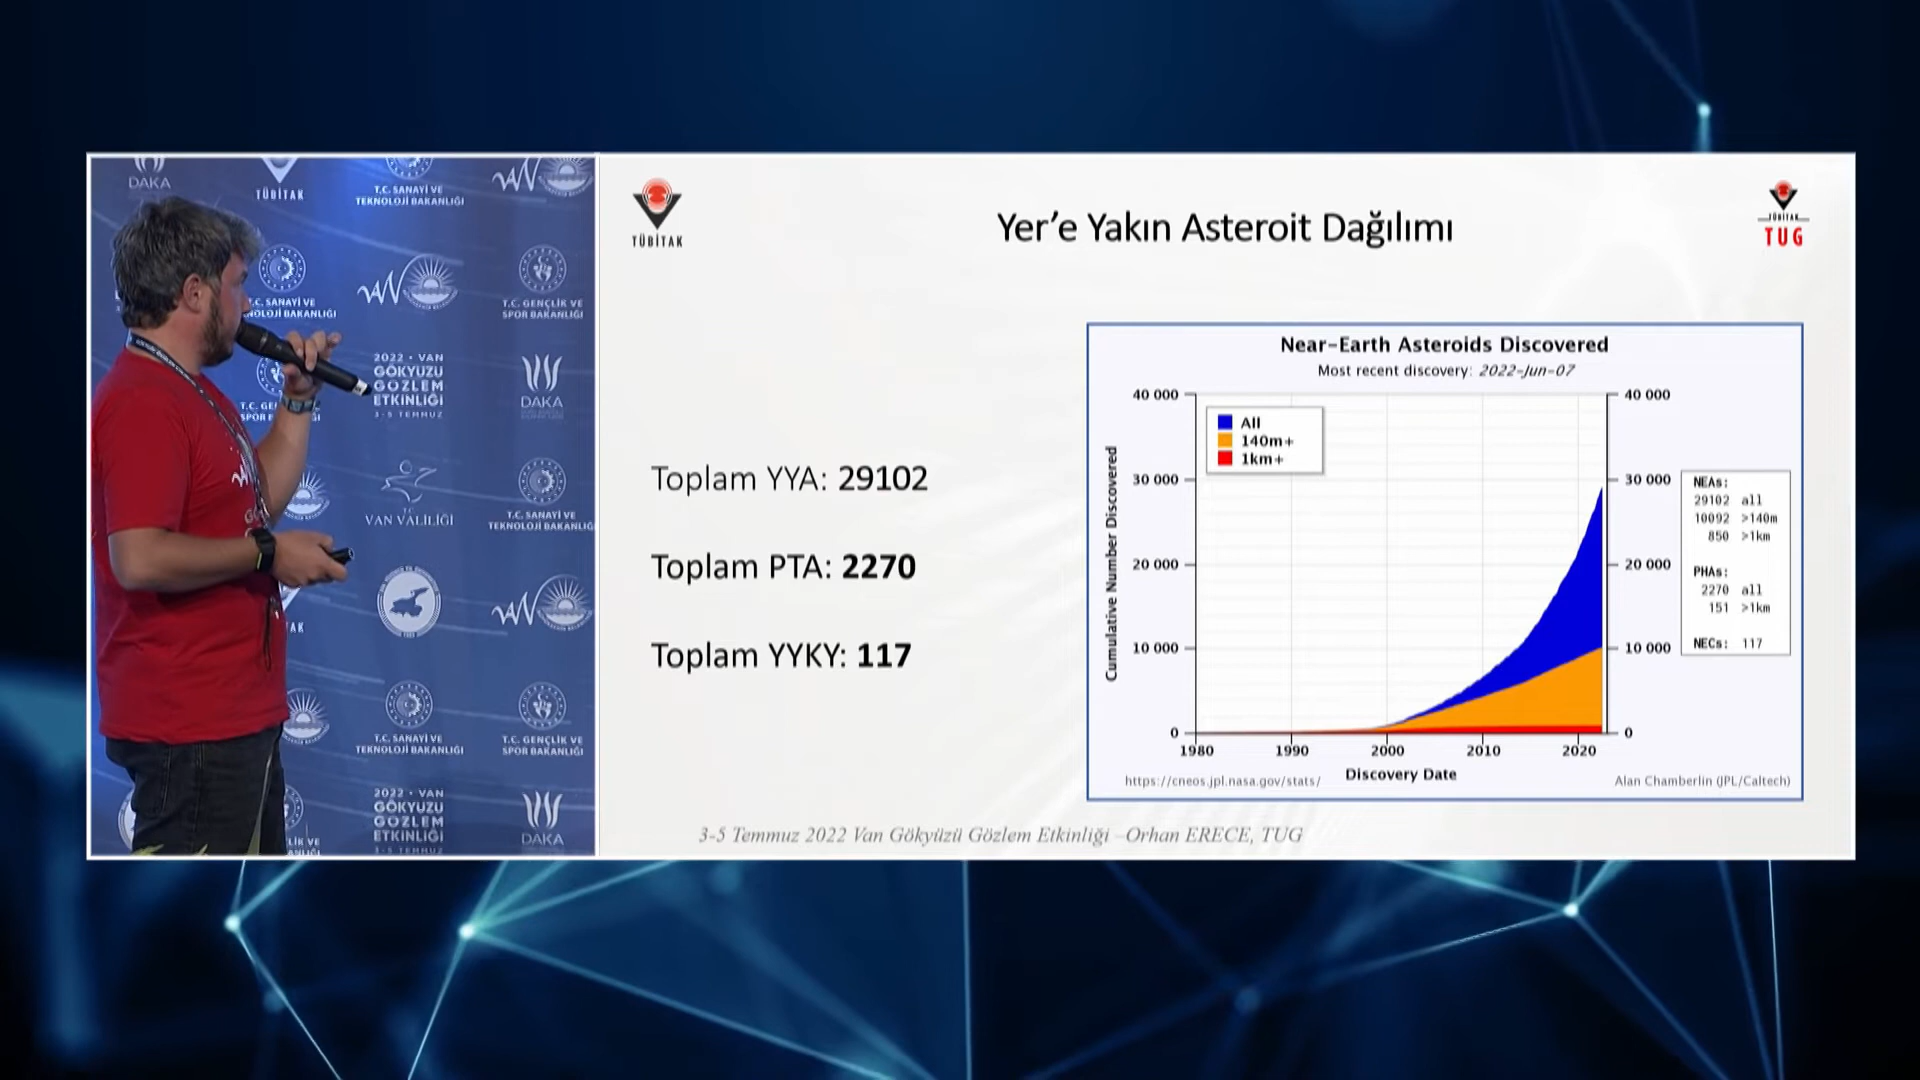 DAKA
TÜBİTAK
T.C. SANAYİ VE
TEKNOLOJİ BAKANLIĞI
VAN
T.C. SANAYİ VE
VAN
T.C. GENÇLİK VE
SPOR BAKANLIĞI
2022 • VAN
GÖKYÜZÜ
GÖZLEM
ETKİNLİĞİ
3-5 TEMMUZ
DAKA
T.C.
VAN VALİLİĞİ
T.C. SANAYİ VE
TEKNOLOJİ BAKANLIĞI
VAN
T.C. SANAYİ VE
TEKNOLOJİ BAKANLIĞI
T.C. GENÇLİK VE
SPOR BAKANLIĞI
2022 • VAN
GÖKYÜZÜ
GÖZLEM
ETKİNLİĞİ
3-5 TEMMUZ
DAKA
TÜBİTAK
Yer'e Yakın Asteroit Dağılımı
TÜBİTAK
TUG
Toplam YYA: 29102
Toplam PTA: 2270
Toplam YYKY: 117
Near-Earth Asteroids Discovered
Most recent discovery: 2022-Jun-07
Cumulative Number Discovered
40 000
30 000
20 000
10 000
0
All
140m+
1km+
40 000
30 000
20 000
10 000
0
NEAs:
29102 all
10092 >140m
850 >1km
PHAs:
2270 all
151 >1km
NECs: 117
1980 1990 2000 2010 2020
Discovery Date
https://cneos.jpl.nasa.gov/stats/
Alan Chamberlin (JPL/Caltech)
3-5 Temmuz 2022 Van Gökyüzü Gözlem Etkinliği –Orhan ERECE, TUG